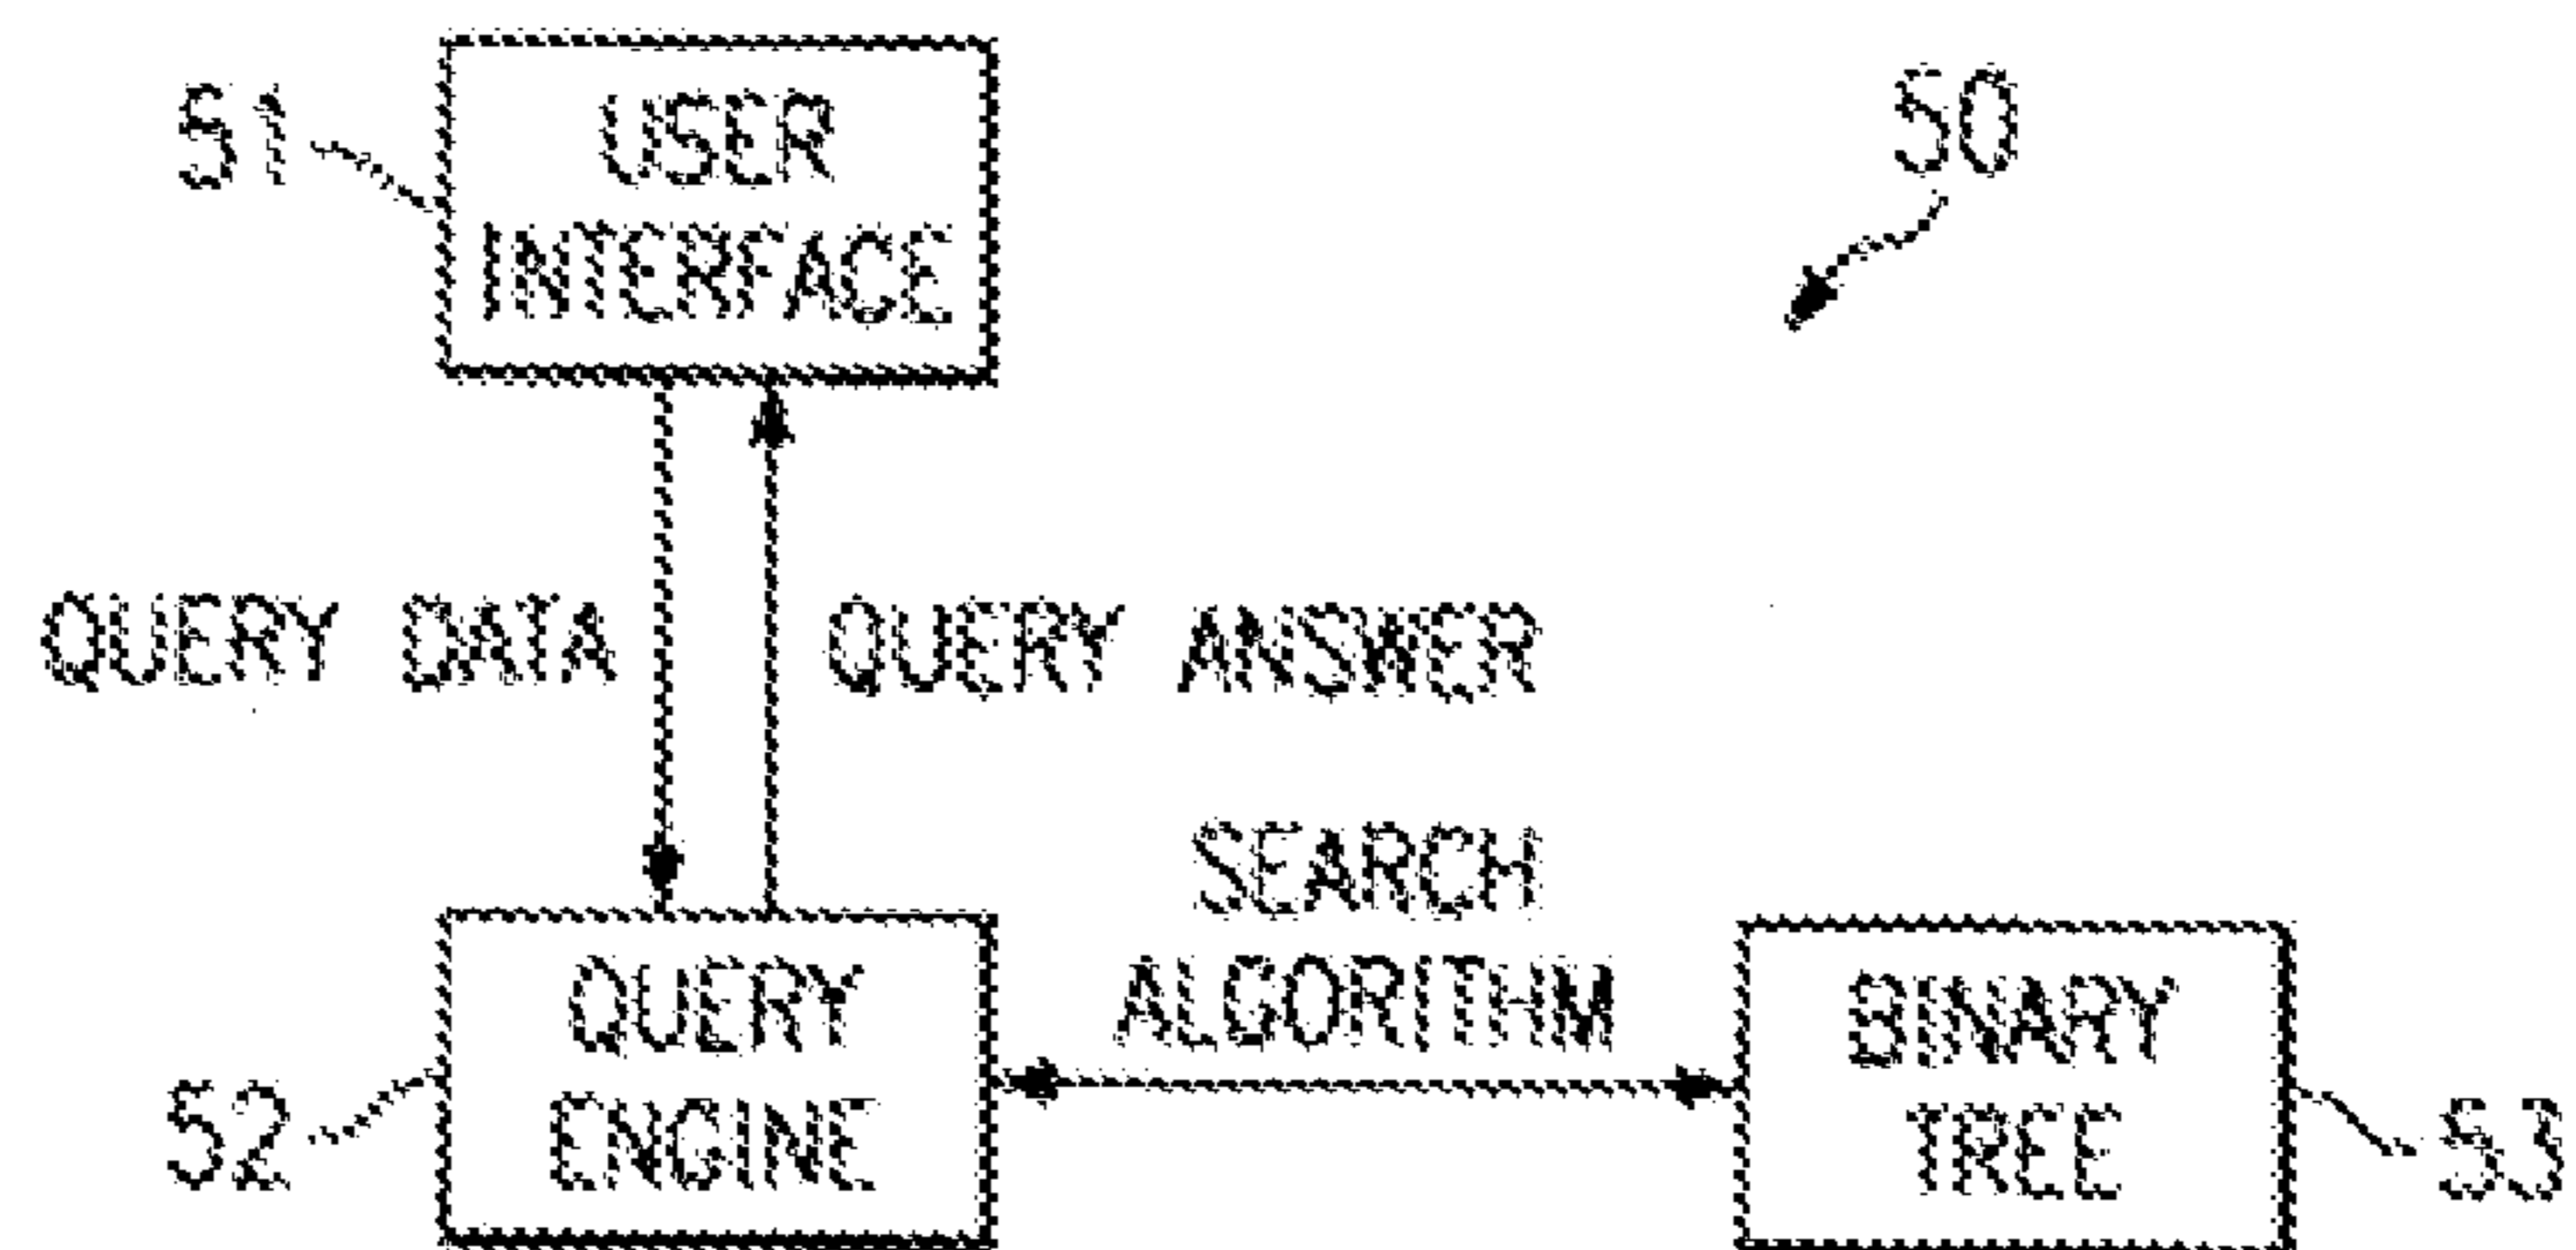 51
USER
INTERFACE
50
QUERY DATA
QUERY ANSWER
SEARCH
ALGORITHM
52
QUERY
ENGINE
BINARY
TREE
53